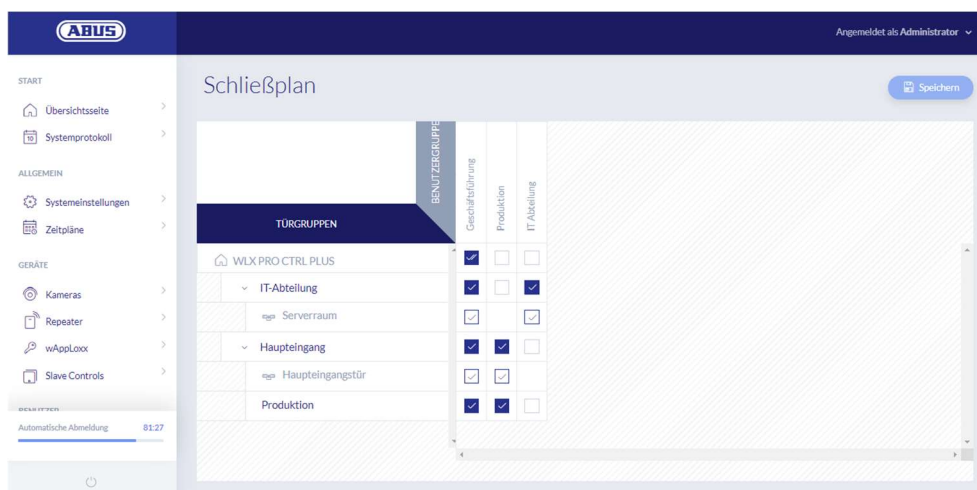 ABUS
Angemeldet als Administrator
START
Übersichtsseite
Systemprotokoll
ALLGEMEIN
Systemeinstellungen
Zeitpläne
GERÄTE
Kameras
Repeater
wAppLoxx
Slave Controls
BENUTZER
Automatische Abmeldung 81:27
Schließplan
Speichern
BENUTZERGRUPPE
Geschäftsführung
Produktion
IT Abteilung
TÜRGRUPPEN
WLX PRO CTRL PLUS
IT-Abteilung
Serverraum
Haupteingang
Haupteingangstür
Produktion